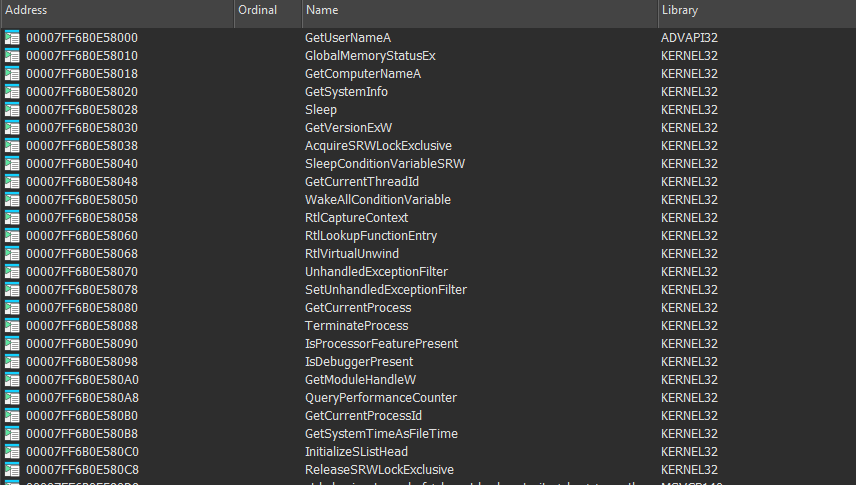 Address Ordinal Name Library
00007FF6B0E58000 GetUserNameA ADVAPI32
00007FF6B0E58010 GlobalMemoryStatusEx KERNEL32
00007FF6B0E58018 GetComputerNameA KERNEL32
00007FF6B0E58020 GetSystemInfo KERNEL32
00007FF6B0E58028 Sleep KERNEL32
00007FF6B0E58030 GetVersionExW KERNEL32
00007FF6B0E58038 AcquireSRWLockExclusive KERNEL32
00007FF6B0E58040 SleepConditionVariableSRW KERNEL32
00007FF6B0E58048 GetCurrentThreadId KERNEL32
00007FF6B0E58050 WakeAllConditionVariable KERNEL32
00007FF6B0E58058 RtlCaptureContext KERNEL32
00007FF6B0E58060 RtlLookupFunctionEntry KERNEL32
00007FF6B0E58068 RtlVirtualUnwind KERNEL32
00007FF6B0E58070 UnhandledExceptionFilter KERNEL32
00007FF6B0E58078 SetUnhandledExceptionFilter KERNEL32
00007FF6B0E58080 GetCurrentProcess KERNEL32
00007FF6B0E58088 TerminateProcess KERNEL32
00007FF6B0E58090 IsProcessorFeaturePresent KERNEL32
00007FF6B0E58098 IsDebuggerPresent KERNEL32
00007FF6B0E580A0 GetModuleHandleW KERNEL32
00007FF6B0E580A8 QueryPerformanceCounter KERNEL32
00007FF6B0E580B0 GetCurrentProcessId KERNEL32
00007FF6B0E580B8 GetSystemTimeAsFileTime KERNEL32
00007FF6B0E580C0 InitializeSListHead KERNEL32
00007FF6B0E580C8 ReleaseSRWLockExclusive KERNEL32